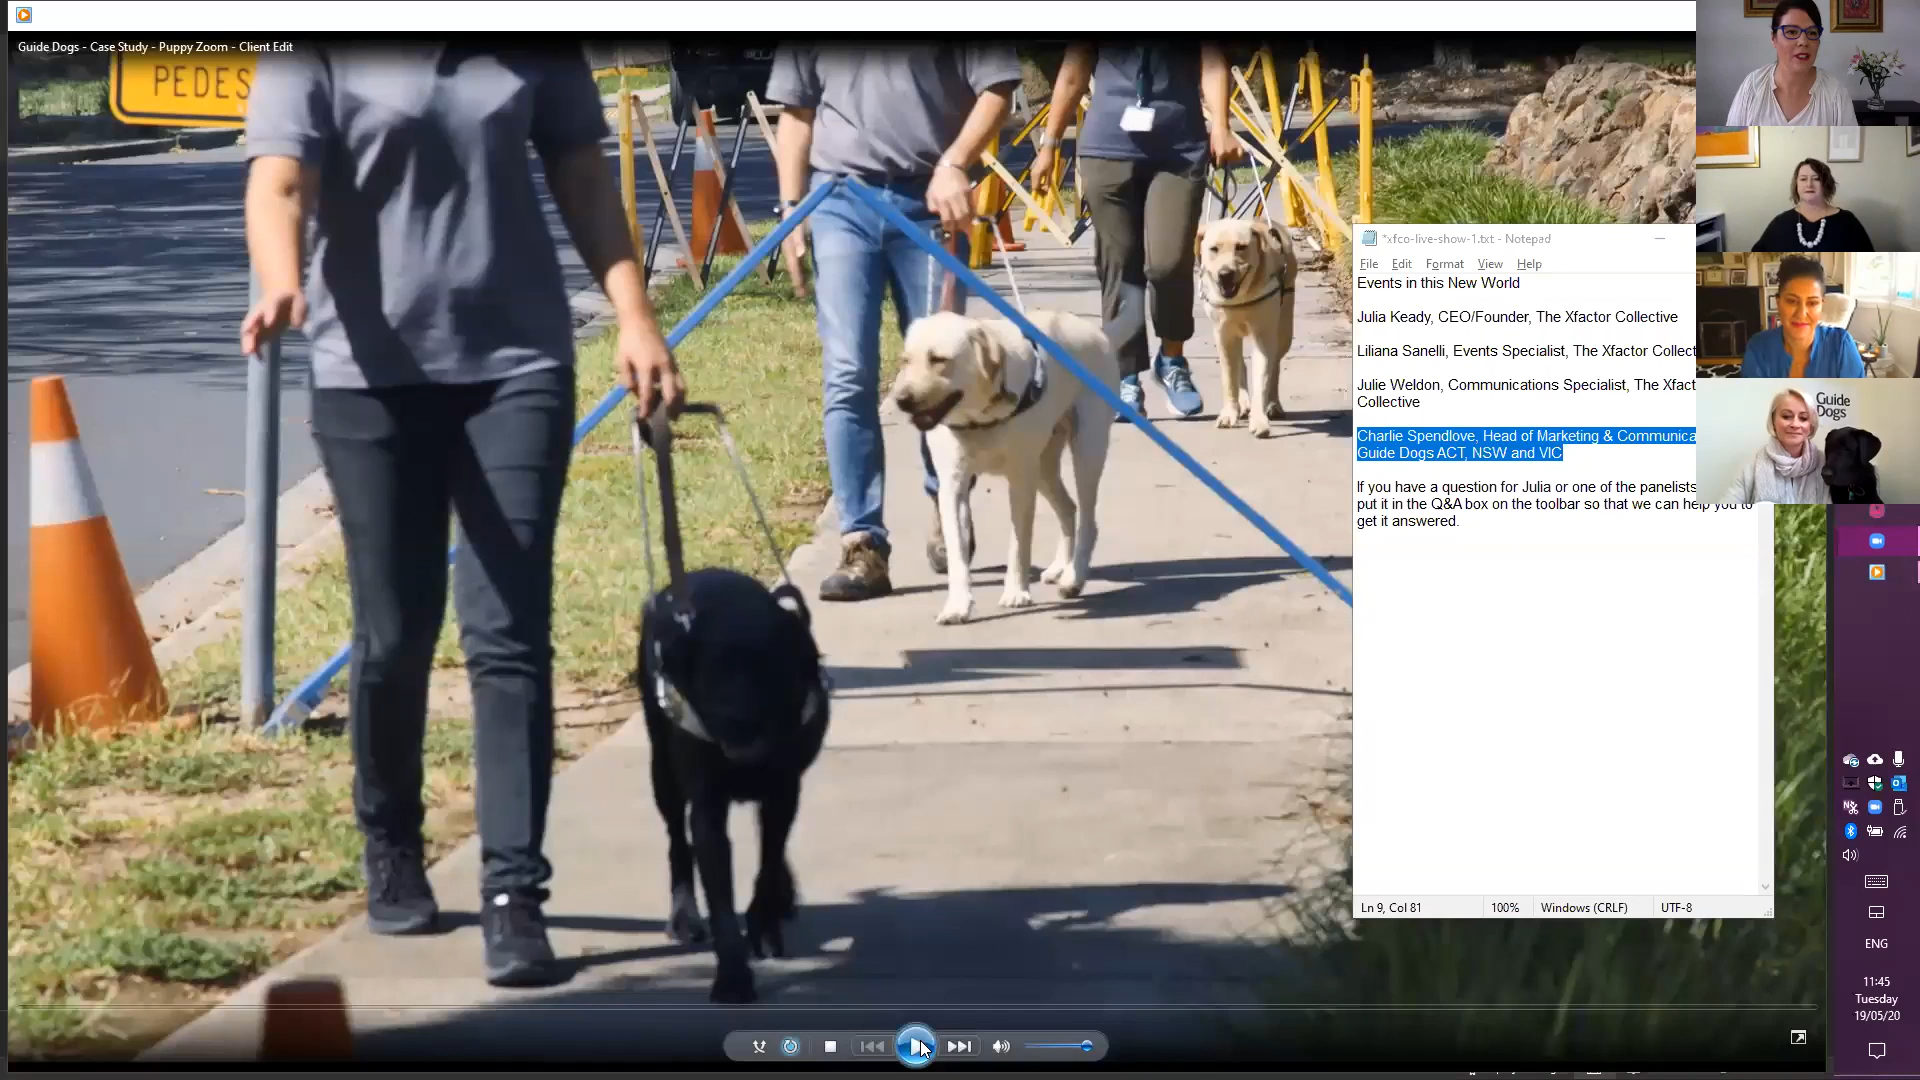 Guide Dogs - Case Study - Puppy Zoom - Client Edit
PEDES
Guide
Dogs
*xfco-live-show-1.txt - Notepad
File Edit Format View Help
Events in this New World
Julia Keady, CEO/Founder, The Xfactor Collective
Liliana Sanelli, Events Specialist, The Xfactor Collect
Julie Weldon, Communications Specialist, The Xfact
Collective
Charlie Spendlove, Head of Marketing & Communica
Guide Dogs ACT, NSW and VIC
If you have a question for Julia or one of the panelists
put it in the Q&A box on the toolbar so that we can help you to
get it answered.
Ln 9, Col 81 100% Windows (CRLF) UTF-8
ENG
11:45
Tuesday
19/05/20